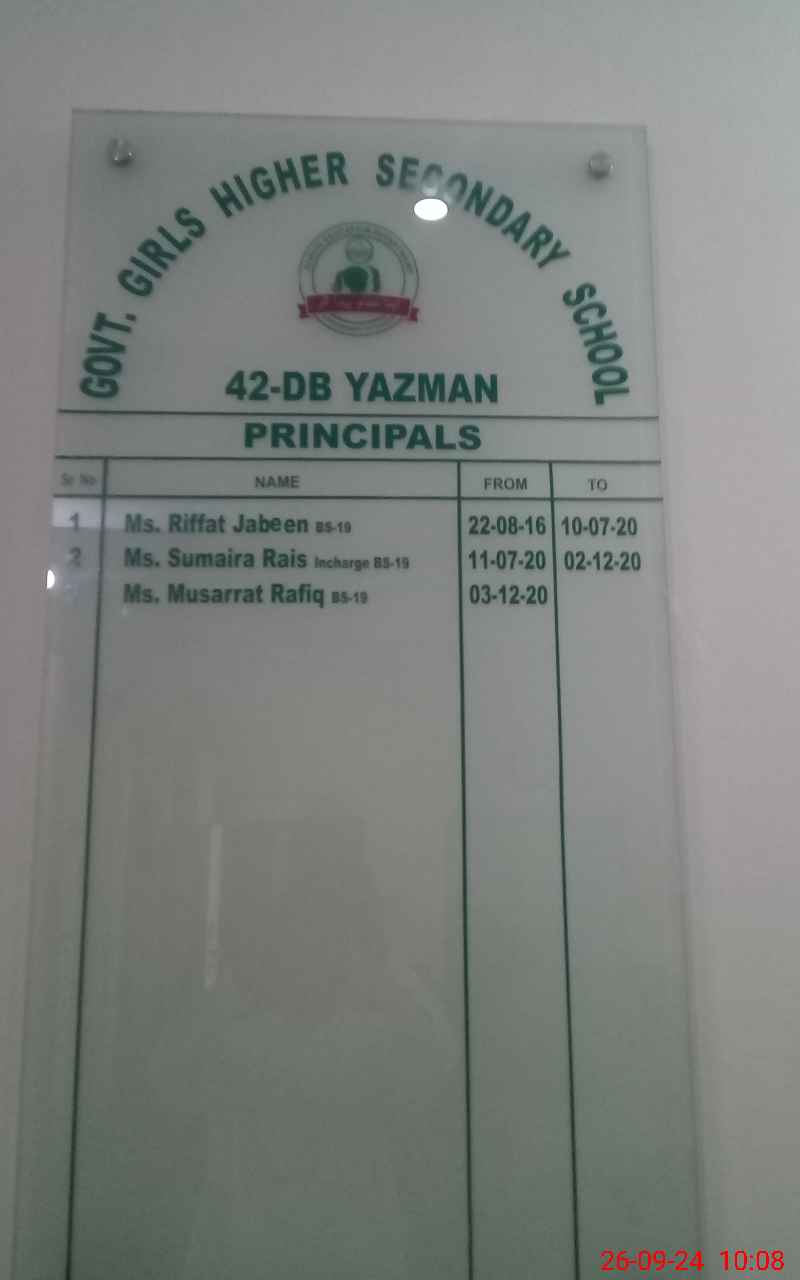 GOVT. GIRLS HIGHER SECONDARY SCHOOL
42-DB YAZMAN
PRINCIPALS
Sr No NAME FROM TO
1 Ms. Riffat Jabeen BS-19 22-08-16 10-07-20
2 Ms. Sumaira Rais Incharge BS-19 11-07-20 02-12-20
Ms. Musarrat Rafiq BS-19 03-12-20
26-09-24 10:08